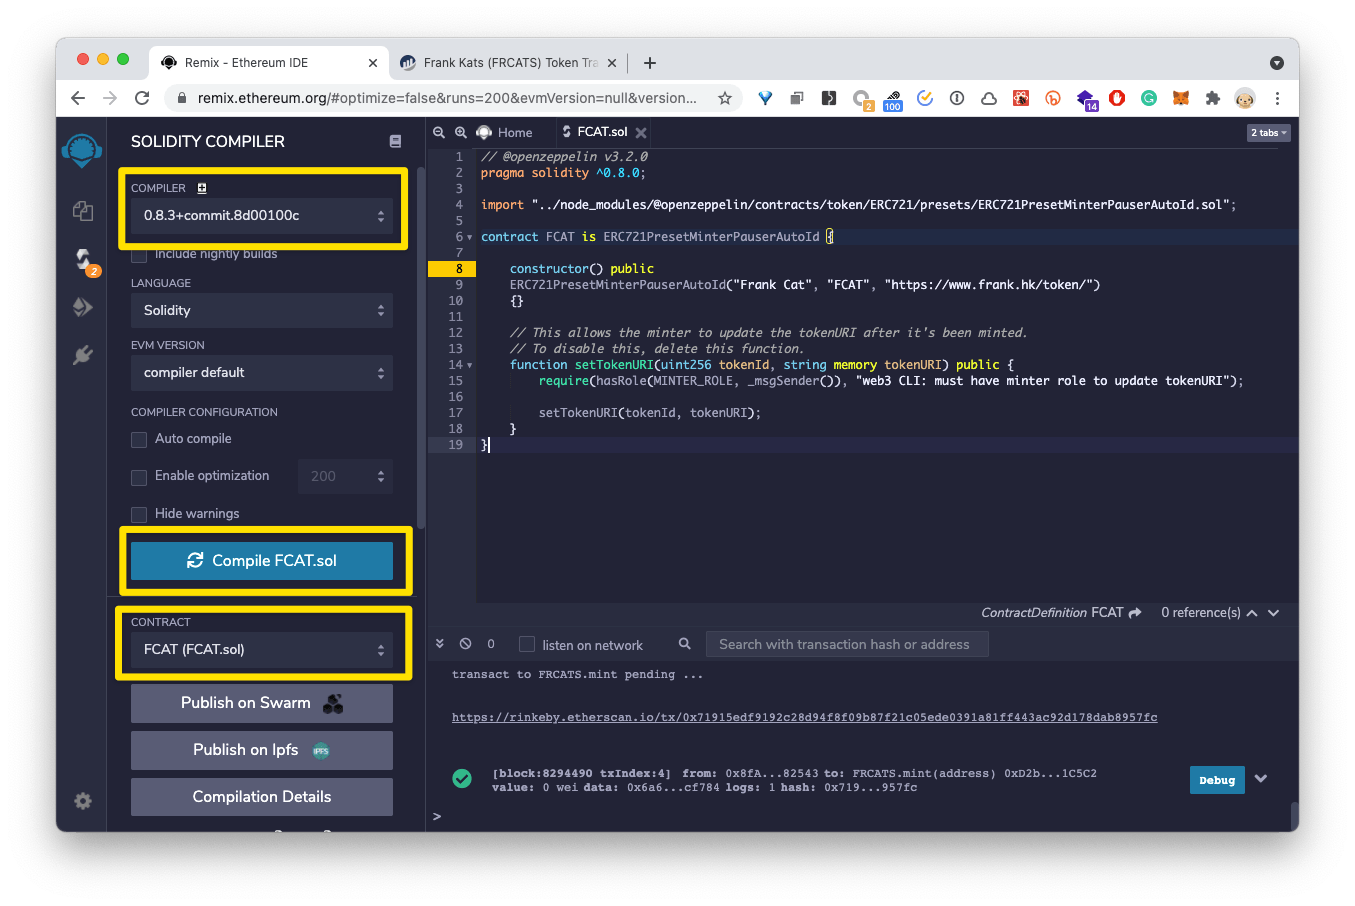 Remix - Ethereum IDE
Frank Kats (FRCATS) Token Tra
remix.ethereum.org/#optimize=false&runs=200&evmVersion=null&version...
2
100
14
SOLIDITY COMPILER
COMPILER
0.8.3+commit.8d00100c
Include nightly builds
LANGUAGE
Solidity
EVM VERSION
compiler default
COMPILER CONFIGURATION
Auto compile
Enable optimization
200
Hide warnings
Compile FCAT.sol
CONTRACT
FCAT (FCAT.sol)
Publish on Swarm
Publish on Ipfs
IPFS
Compilation Details
2
Home
FCAT.sol
2 tabs
1 // @openzeppelin v3.2.0
2 pragma solidity ^0.8.0;
3
4 import "../node_modules/@openzeppelin/contracts/token/ERC721/presets/ERC721PresetMinterPauserAutoId.sol";
5
6 contract FCAT is ERC721PresetMinterPauserAutoId {
7
8 constructor() public
9 ERC721PresetMinterPauserAutoId("Frank Cat", "FCAT", "https://www.frank.hk/token/")
10 {}
11
12 // This allows the minter to update the tokenURI after it's been minted.
13 // To disable this, delete this function.
14 function setTokenURI(uint256 tokenId, string memory tokenURI) public {
15 require(hasRole(MINTER_ROLE, _msgSender()), "web3 CLI: must have minter role to update tokenURI");
16
17 setTokenURI(tokenId, tokenURI);
18 }
19 }
ContractDefinition FCAT 0 reference(s)
0 listen on network
Search with transaction hash or address
transact to FRCATS.mint pending ...
https://rinkeby.etherscan.io/tx/0x71915edf9192c28d94f8f09b87f21c05ede0391a81ff443ac92d178dab8957fc
[block:8294490 txIndex:4] from: 0x8fA...82543 to: FRCATS.mint(address) 0xD2b...1C5C2
value: 0 wei data: 0x6a6...cf784 logs: 1 hash: 0x719...957fc
Debug
>